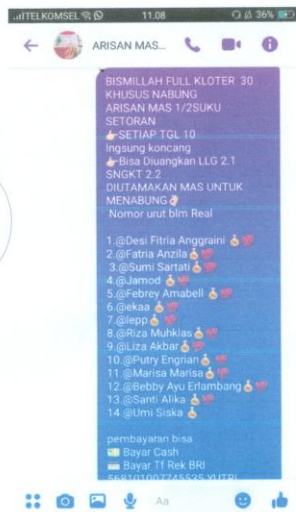 TELKOMSEL 11.08 36%
ARISAN MAS...
BISMILLAH FULL KLOTER 30
KHUSUS NABUNG
ARISAN MAS 1/2SUKU
SETORAN
👉SETIAP TGL 10
Ingsung koncang
👉Bisa Diuangkan LLG 2.1
SNGKT 2.2
DIUTAMAKAN MAS UNTUK
MENABUNG👌
Nomor urut blm Real
1.@Desi Fitria Anggraini
2.@Fatria Anzila
3.@Sumi Sartati
4.@Jamod
5.@Febrey Amabell
6.@ekaa
7.@lepp
8.@Riza Muhklas
9.@Liza Akbar
10.@Putry Engrian
11.@Marisa Marisa
12.@Bebby Ayu Erlambang
13.@Santi Alika
14.@Umi Siska
pembayaran bisa
Bayar Cash
Bayar Tf Rek BRI
Aa